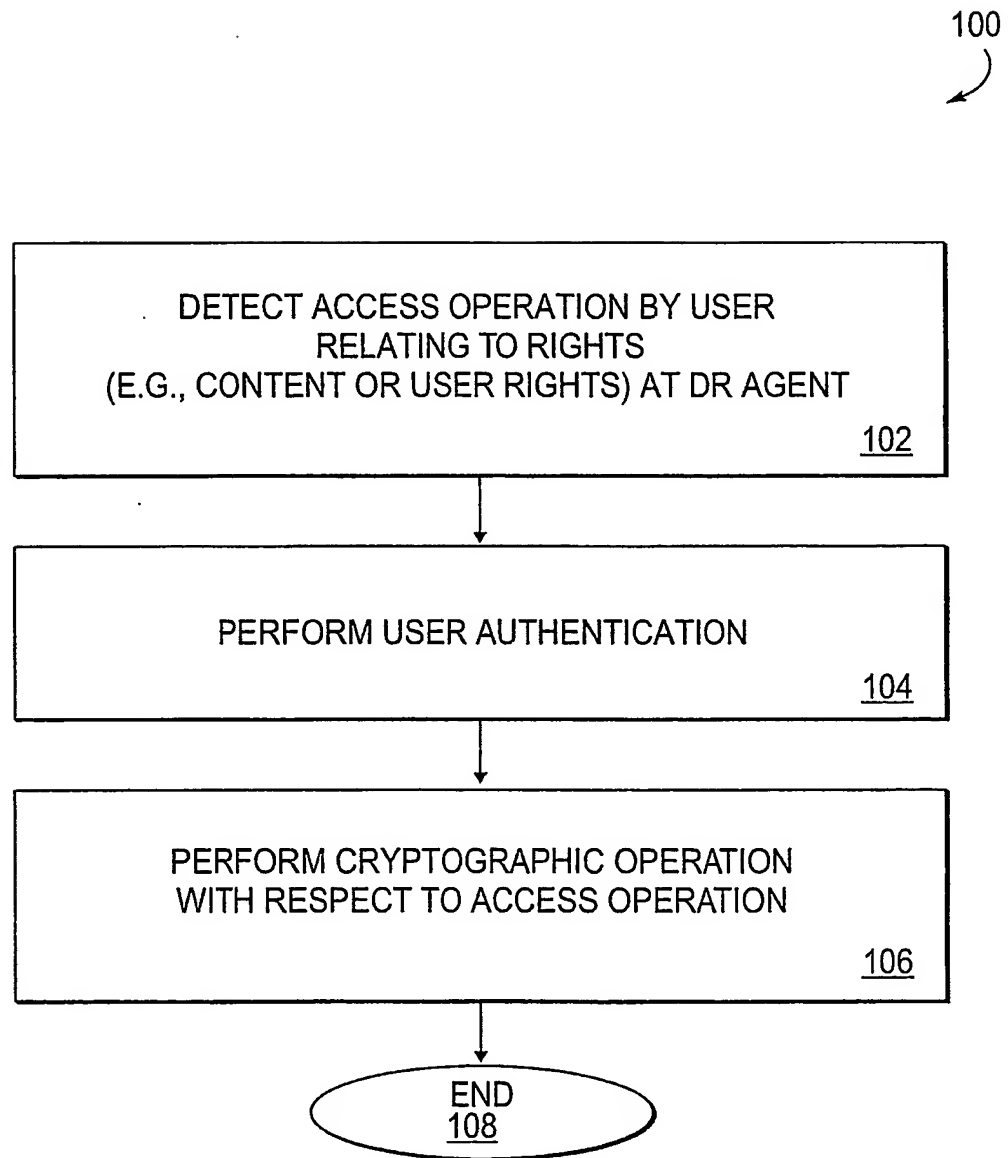 100
DETECT ACCESS OPERATION BY USER
RELATING TO RIGHTS
(E.G., CONTENT OR USER RIGHTS) AT DR AGENT
102
PERFORM USER AUTHENTICATION
104
PERFORM CRYPTOGRAPHIC OPERATION
WITH RESPECT TO ACCESS OPERATION
106
END
108